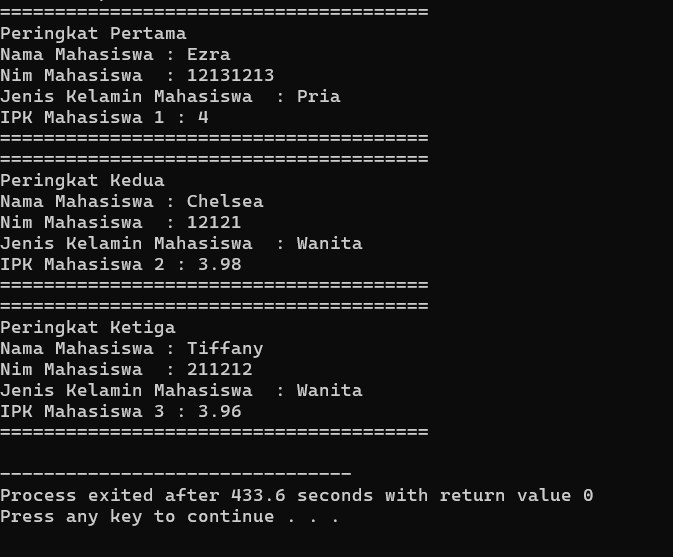 =======================================
Peringkat Pertama
Nama Mahasiswa : Ezra
Nim Mahasiswa  : 12131213
Jenis Kelamin Mahasiswa  : Pria
IPK Mahasiswa 1 : 4
=======================================
=======================================
Peringkat Kedua
Nama Mahasiswa : Chelsea
Nim Mahasiswa  : 12121
Jenis Kelamin Mahasiswa  : Wanita
IPK Mahasiswa 2 : 3.98
=======================================
=======================================
Peringkat Ketiga
Nama Mahasiswa : Tiffany
Nim Mahasiswa  : 211212
Jenis Kelamin Mahasiswa  : Wanita
IPK Mahasiswa 3 : 3.96
=======================================
--------------------------------
Process exited after 433.6 seconds with return value 0
Press any key to continue . . .